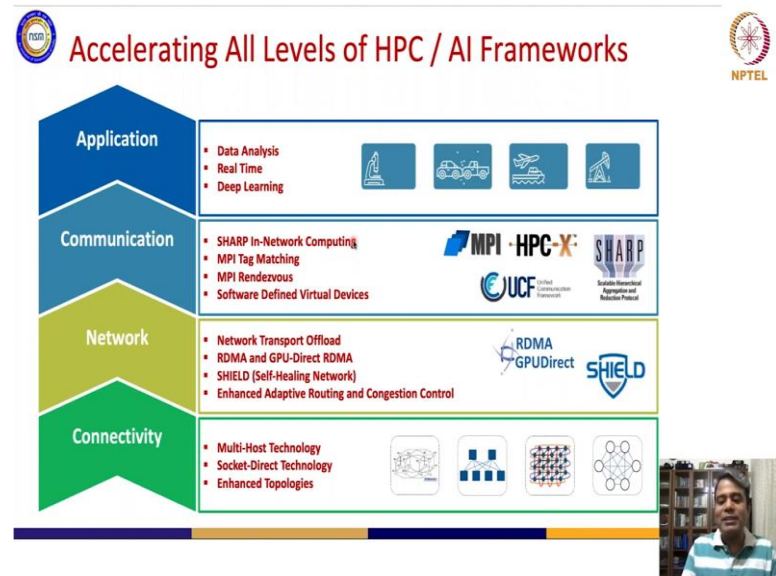 nsm
Accelerating All Levels of HPC / AI Frameworks
NPTEL
Application
Data Analysis
Real Time
Deep Learning
Communication
SHARP In-Network Computing
MPI Tag Matching
MPI Rendezvous
Software Defined Virtual Devices
MPI
HPC-X
UCF
Unified
Communication
Framework
SHARP
Scalable Hierarchical
Aggregation and
Reduction Protocol
Network
Network Transport Offload
RDMA and GPU-Direct RDMA
SHIELD (Self-Healing Network)
Enhanced Adaptive Routing and Congestion Control
RDMA
GPUDirect
SHIELD
Connectivity
Multi-Host Technology
Socket-Direct Technology
Enhanced Topologies